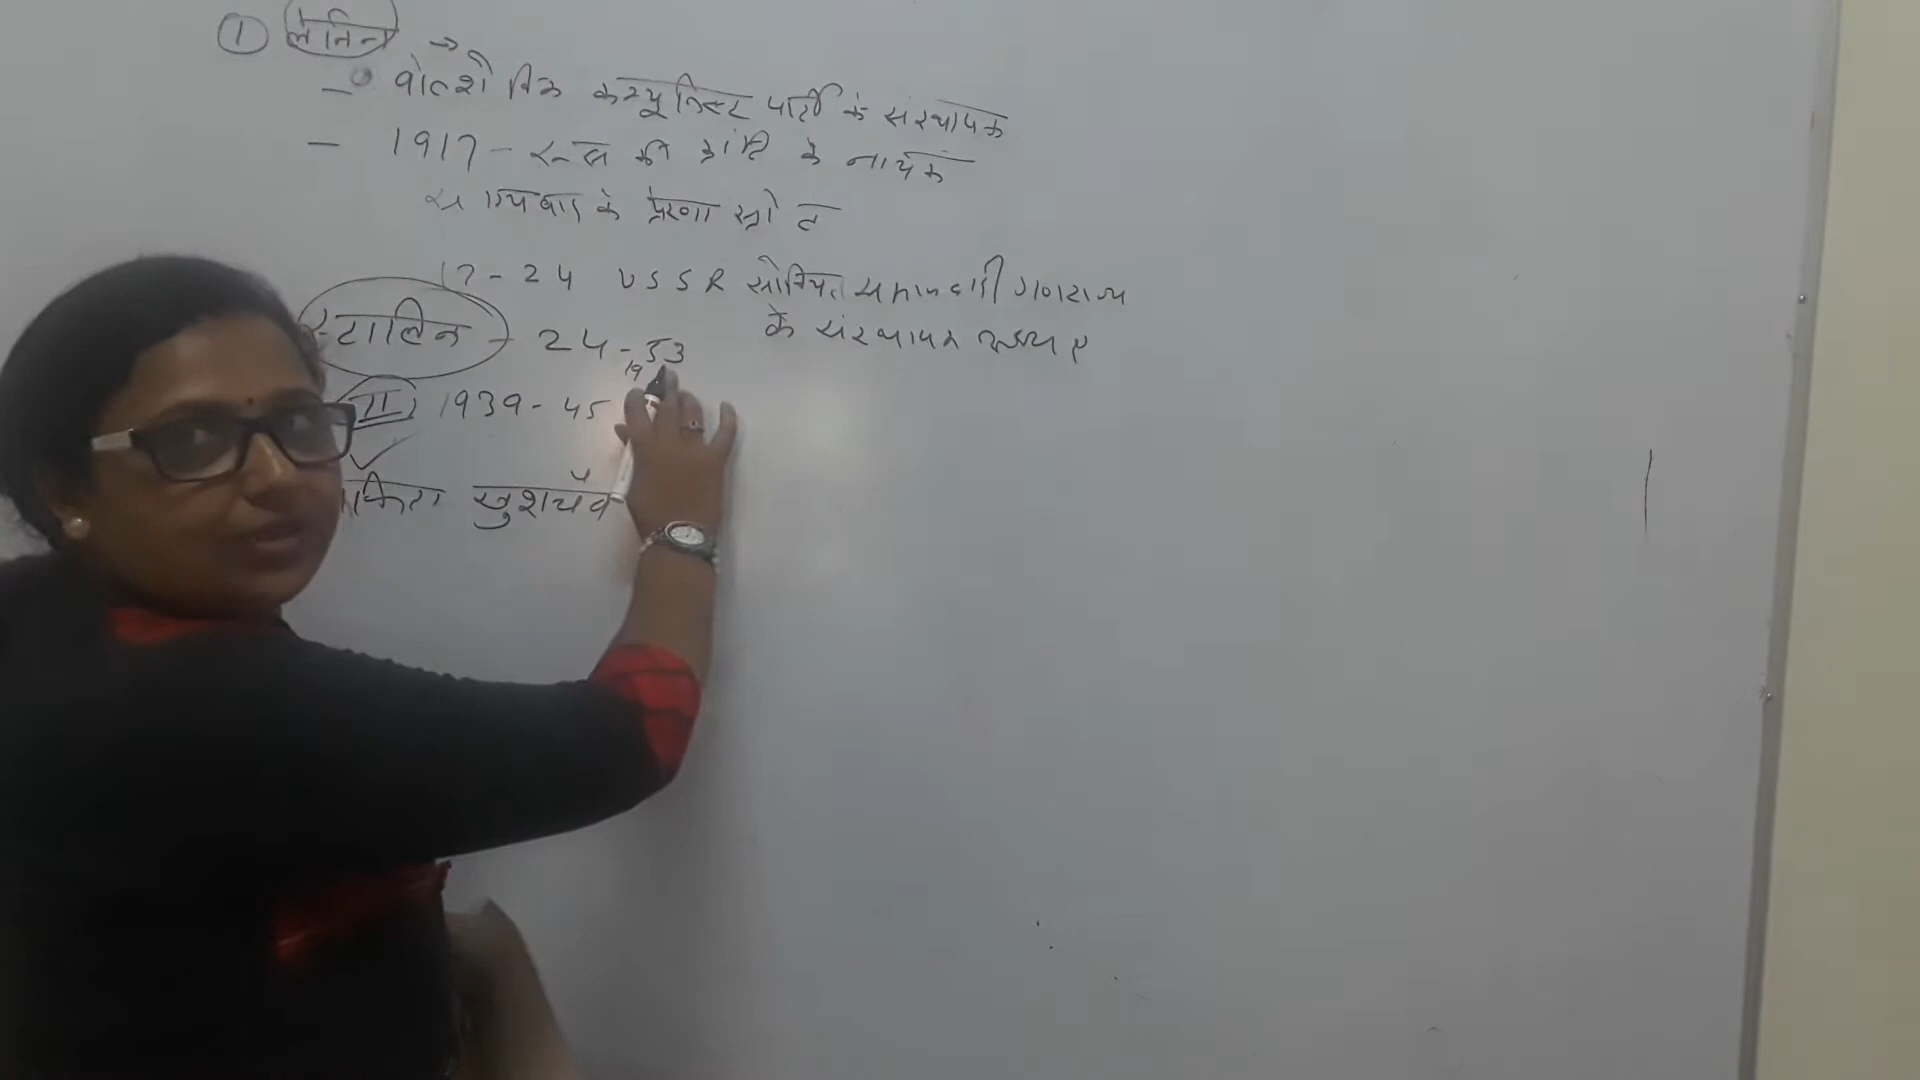 ① लेनिन →
- बोल्शेविक कम्यूनिस्ट पार्टी के संस्थापक
- 1917 - रूस की क्रांति के नायक
साम्यवाद के प्रेरणा स्त्रोत
17 - 24 USSR सोवियत समाजवादी गणराज्य
के संस्थापक अध्यक्ष
स्टालिन - 24 - 1953
II 1939 - 45
किता ख्रुश्चेव